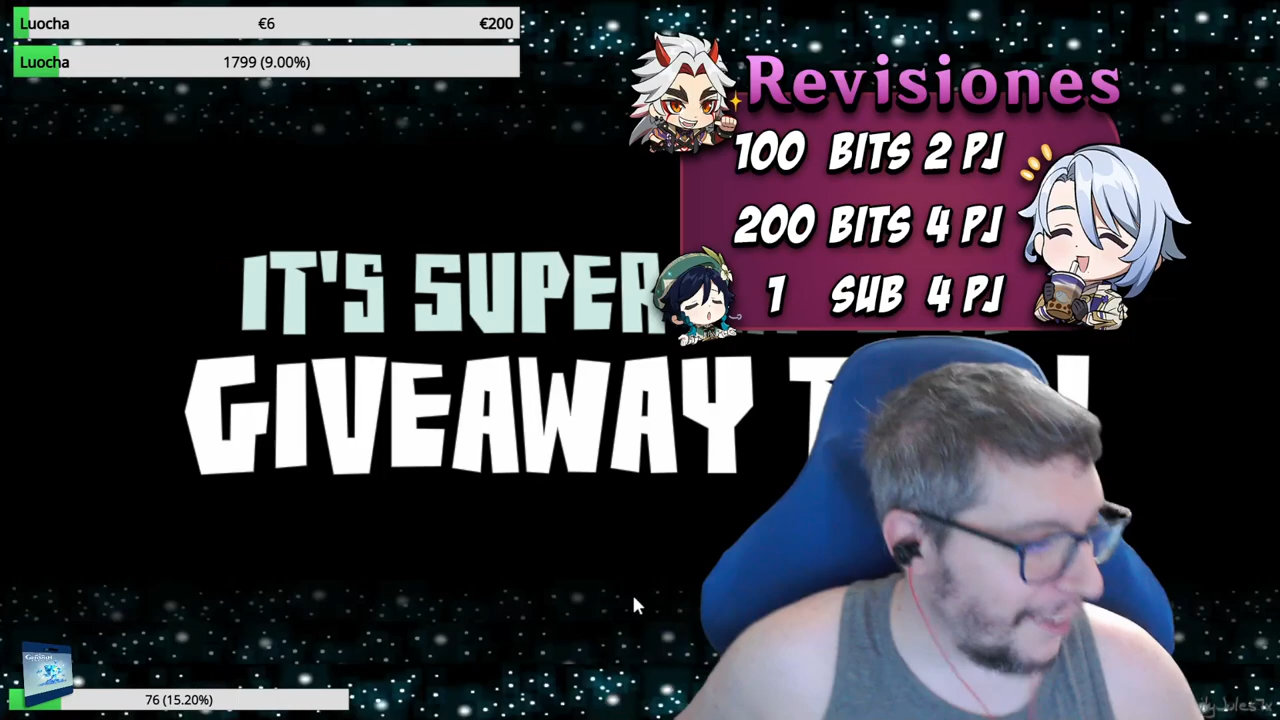 Luocha €6 €200
Luocha 1799 (9.00%)
Revisiones
100 BITS 2 PJ
200 BITS 4 PJ
1 SUB 4 PJ
IT'S SUPER
GIVEAWAY
76 (15.20%)